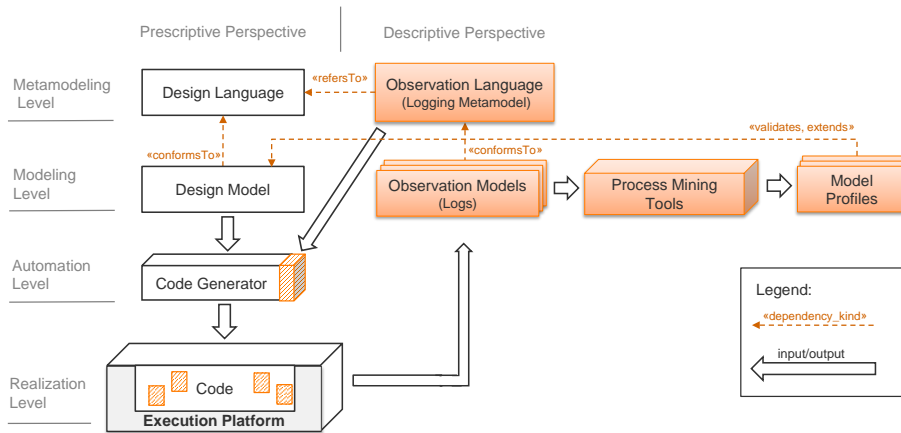 Prescriptive Perspective
Descriptive Perspective
Metamodeling
Level
Design Language
«refersTo»
Observation Language
(Logging Metamodel)
«validates, extends»
«conformsTo»
«conformsTo»
Modeling
Level
Design Model
Observation Models
(Logs)
Process Mining
Tools
Model
Profiles
Automation
Level
Code Generator
Legend:
«dependency_kind»
input/output
Realization
Level
Code
Execution Platform